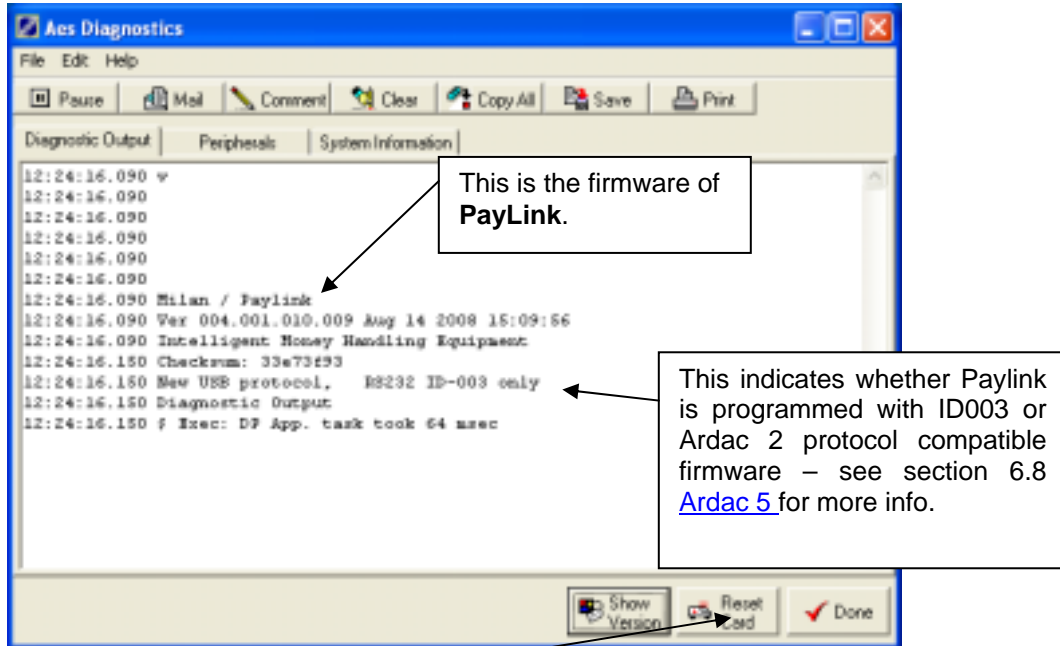 Aes Diagnostics
File Edit Help
Pause Mail Comment Clear Copy All Save Print
Diagnostic Output Peripherals System Information
12:24:16.090 v
12:24:16.090
12:24:16.090
12:24:16.090
12:24:16.090
12:24:16.090
12:24:16.090 Milan / Paylink
12:24:16.090 Ver 004.001.010.009 Aug 14 2008 15:09:56
12:24:16.090 Intelligent Money Handling Equipment
12:24:16.150 Checksum: 33e73f93
12:24:16.150 New USB protocol, RS232 ID-003 only
12:24:16.150 Diagnostic Output
12:24:16.150 $ Exec: DP App. task took 64 msec
This is the firmware of
PayLink.
This indicates whether Paylink
is programmed with ID003 or
Ardac 2 protocol compatible
firmware – see section 6.8
Ardac 5 for more info.
Show
Version
Reset
Card
Done